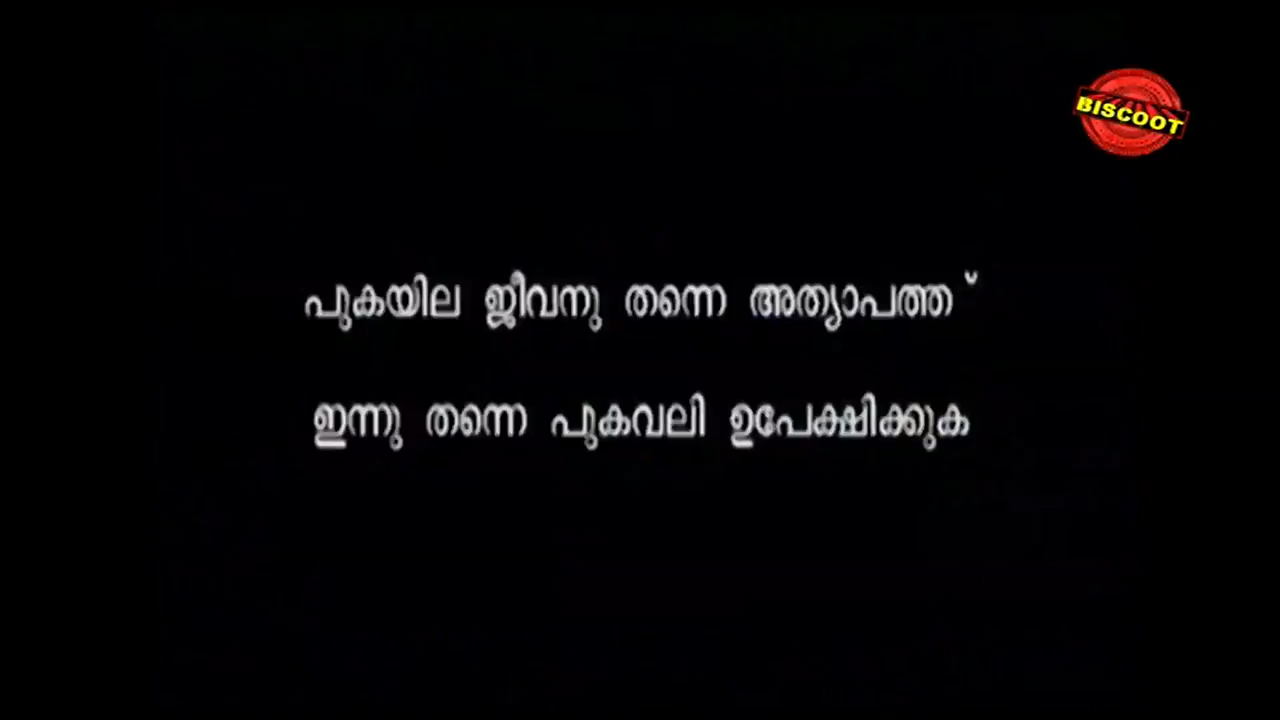 BISCOOT
പുകയില ജീവനു തന്നെ അത്യാപത്ത്
ഇന്നു തന്നെ പുകവലി ഉപേക്ഷിക്കുക